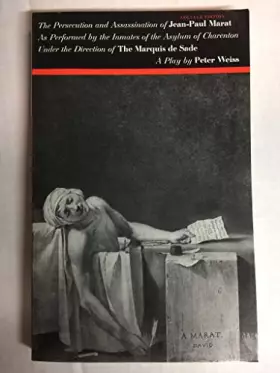 The Persecution and Assassination of Jean-Paul Marat
As Performed by the Inmates of the Asylum of Charenton
Under the Direction of The Marquis de Sade
A Play by Peter Weiss
A MARAT.
DAVID